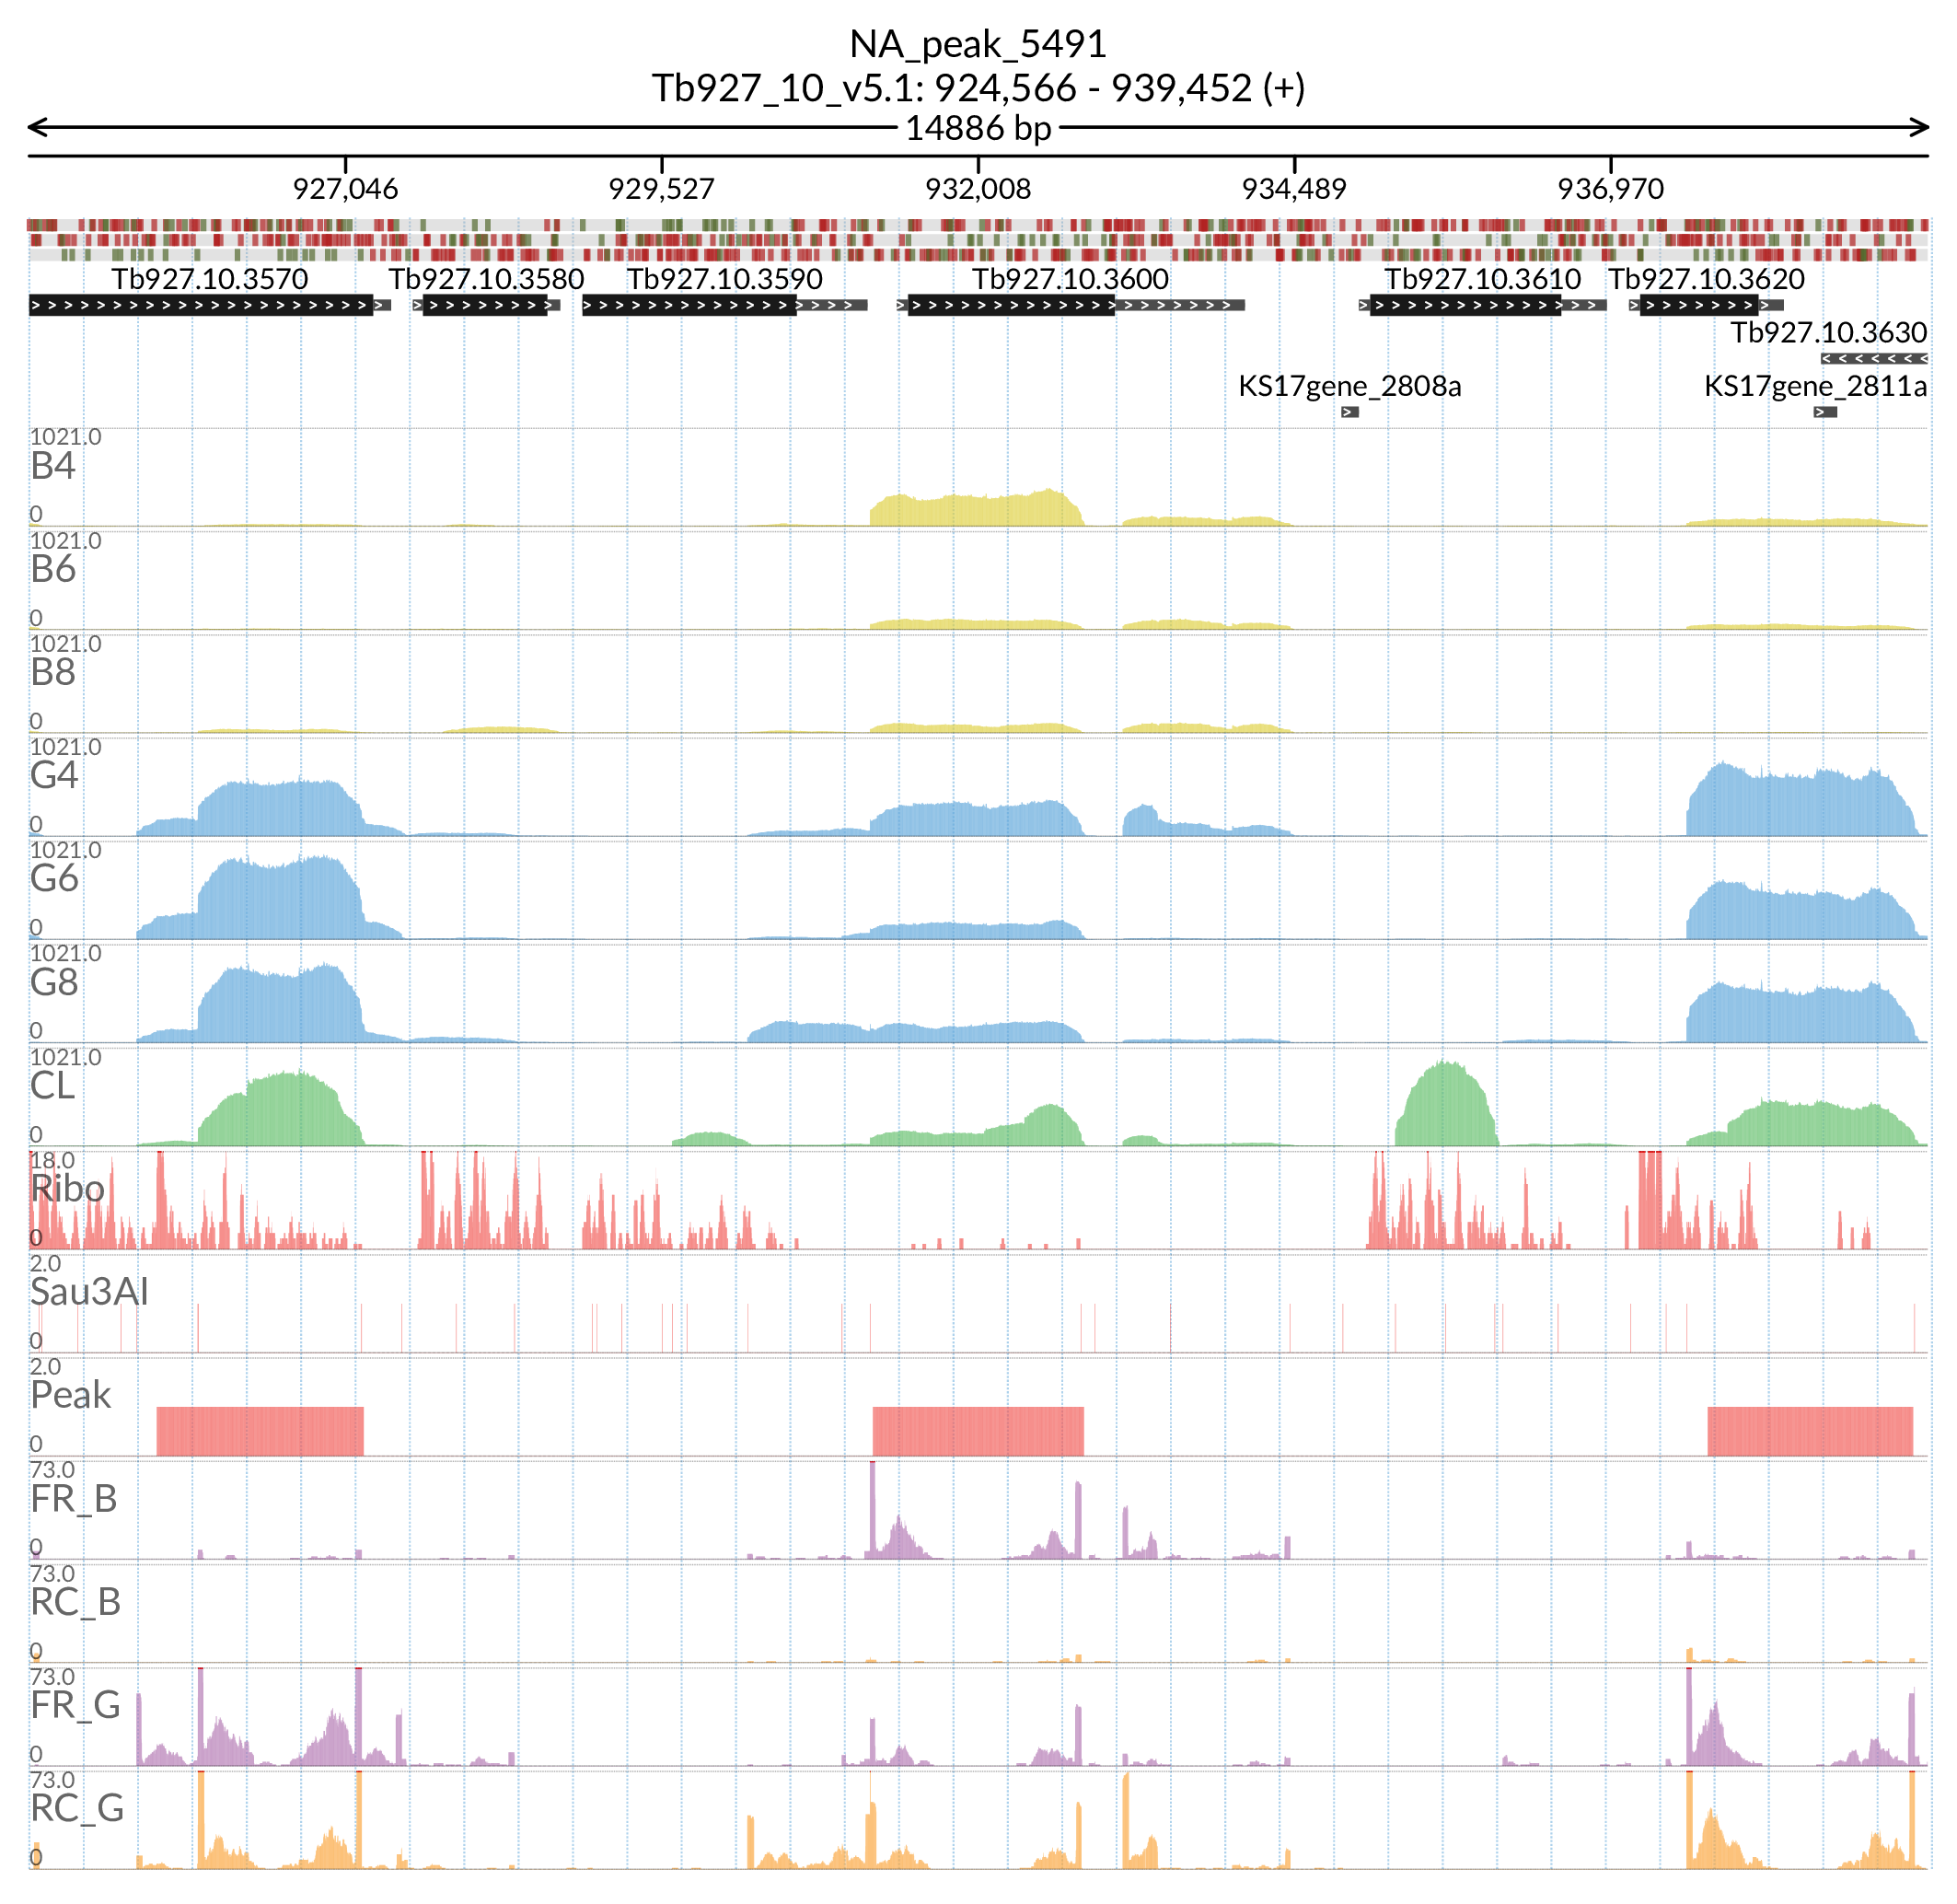 NA_peak_5491
Tb927_10_v5.1: 924,566 - 939,452 (+)
14886 bp
927,046 929,527 932,008 934,489 936,970
Tb927.10.3570 Tb927.10.3580 Tb927.10.3590 Tb927.10.3600 Tb927.10.3610 Tb927.10.3620
Tb927.10.3630
KS17gene_2808a KS17gene_2811a
1021.0
B4
0
1021.0
B6
0
1021.0
B8
0
1021.0
G4
0
1021.0
G6
0
1021.0
G8
0
1021.0
CL
0
18.0
Ribo
0
2.0
Sau3AI
0
2.0
Peak
0
73.0
FR_B
0
73.0
RC_B
0
73.0
FR_G
0
73.0
RC_G
0